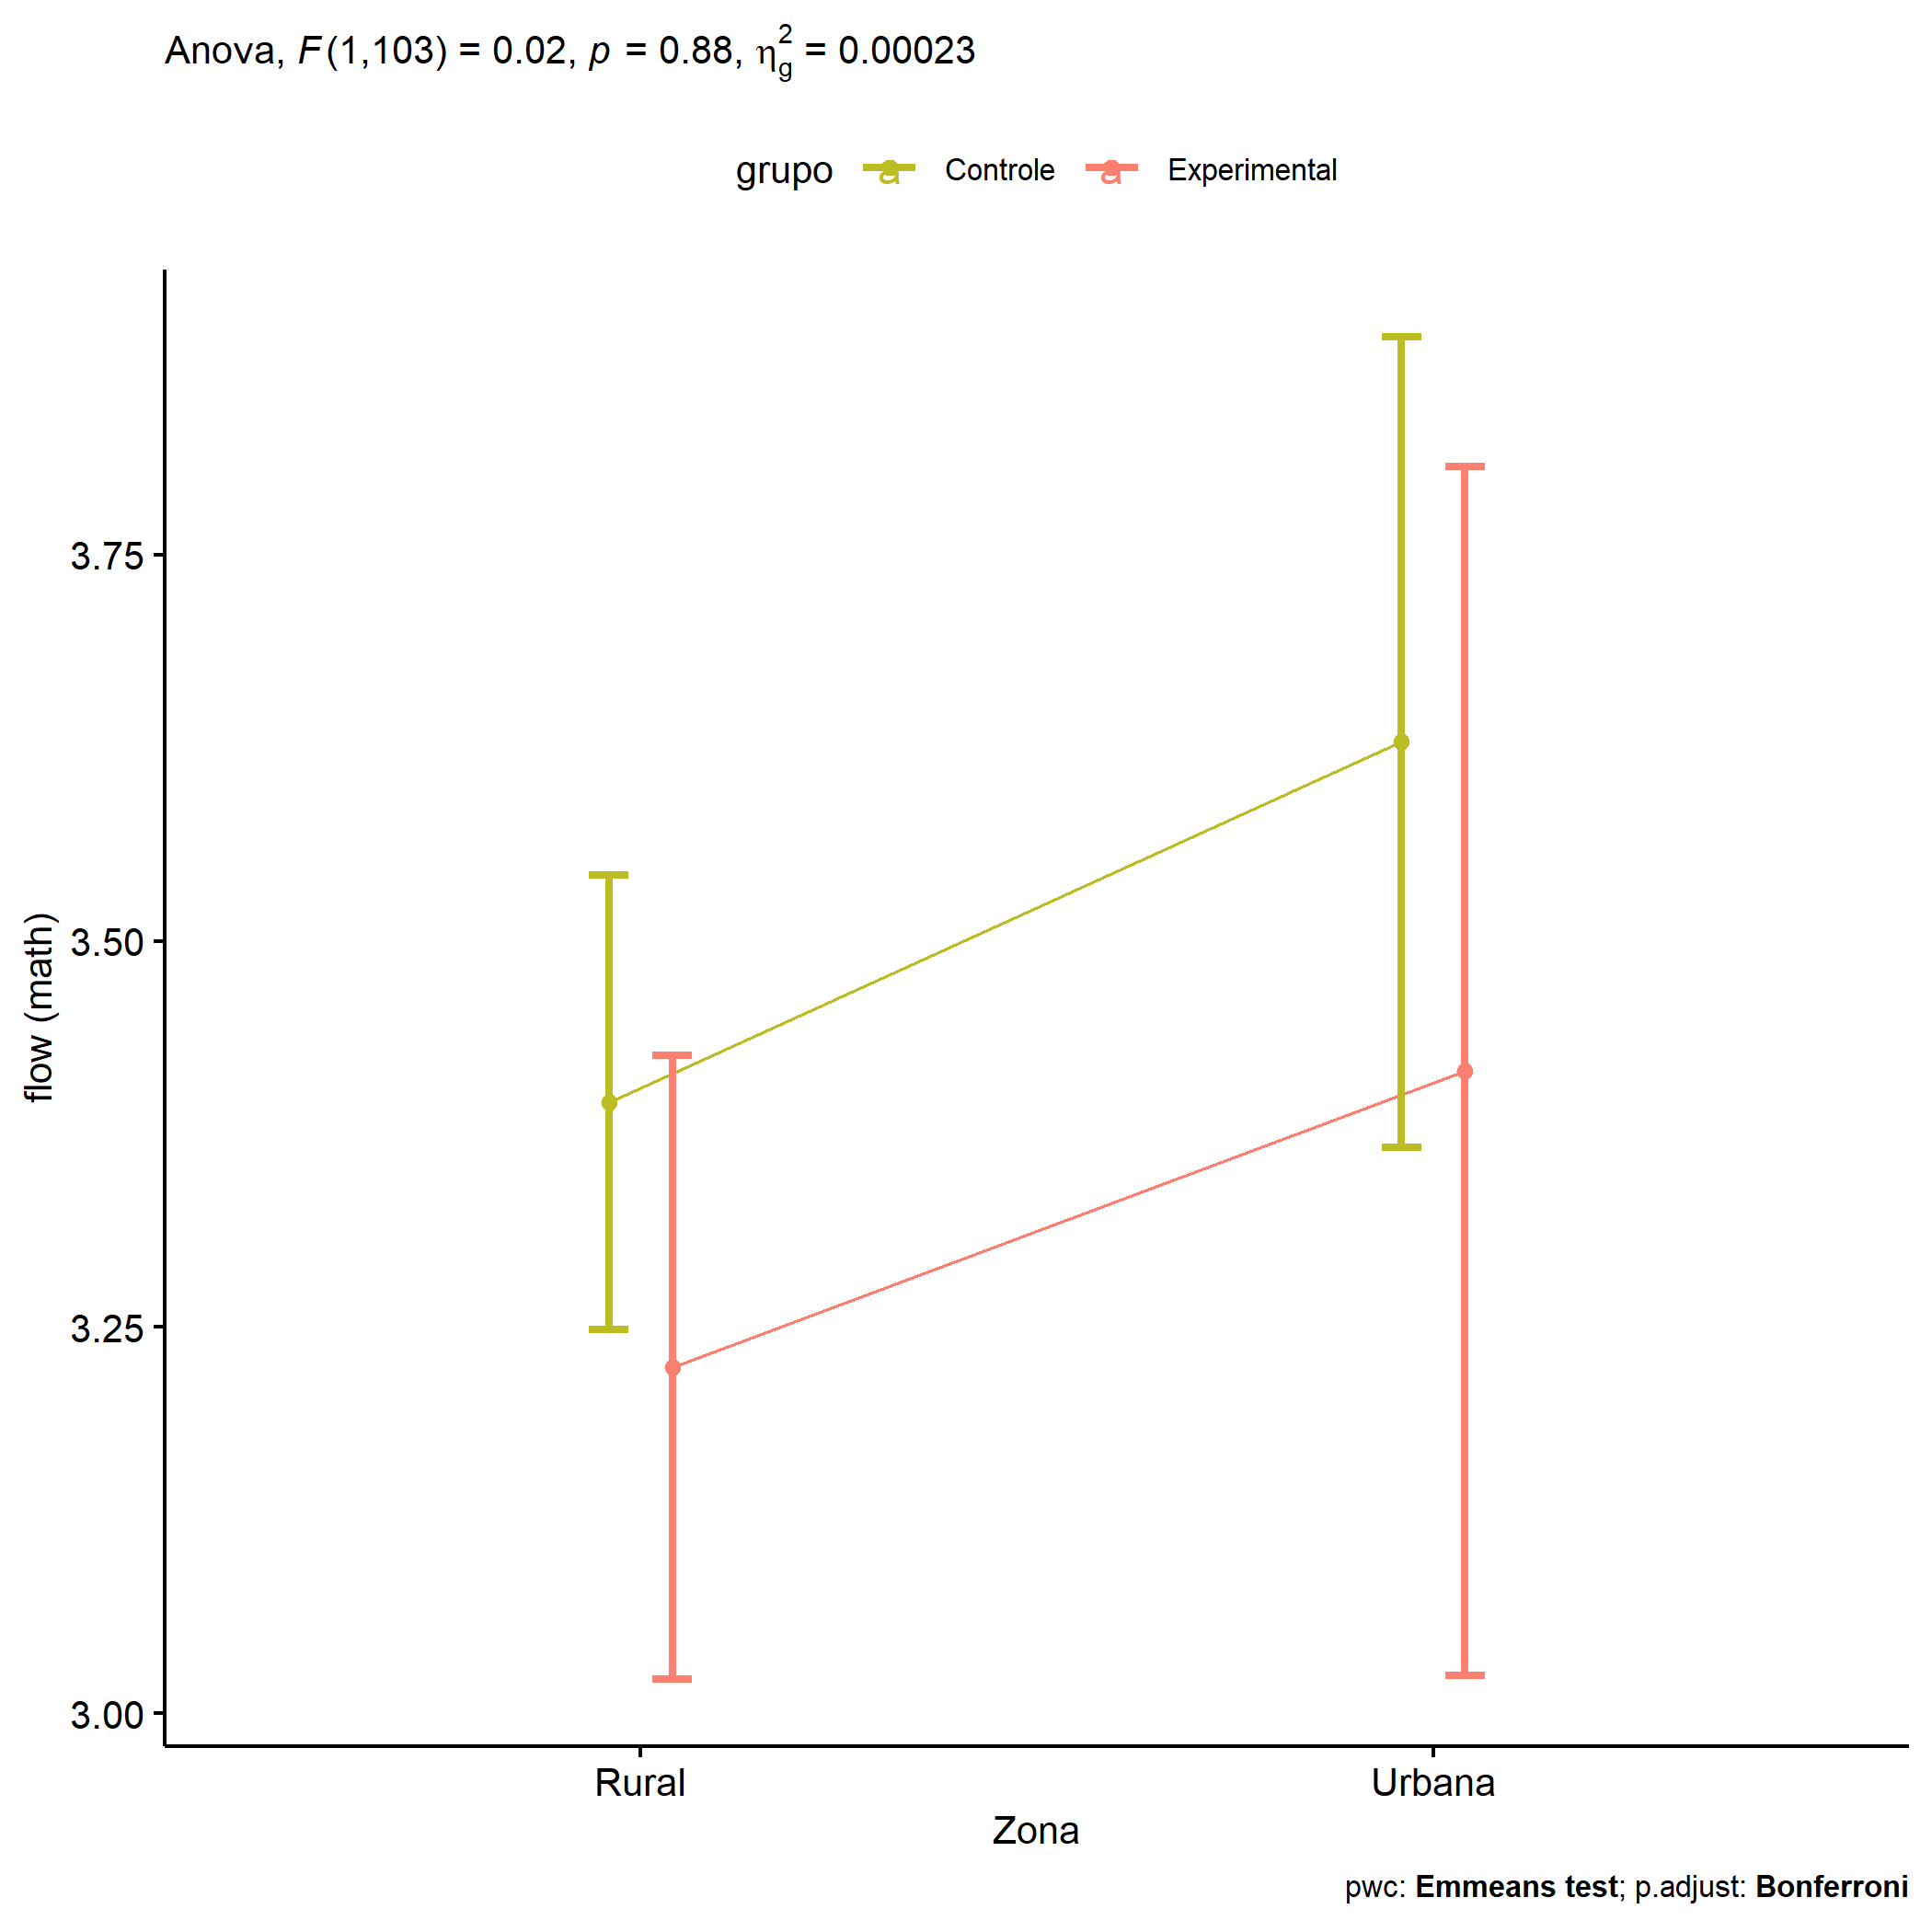 Anova, F(1,103) = 0.02, p = 0.88, η²g = 0.00023
grupo a Controle a Experimental
3.75
3.50
3.25
3.00
flow (math)
Rural Urbana
Zona
pwc: Emmeans test; p.adjust: Bonferroni